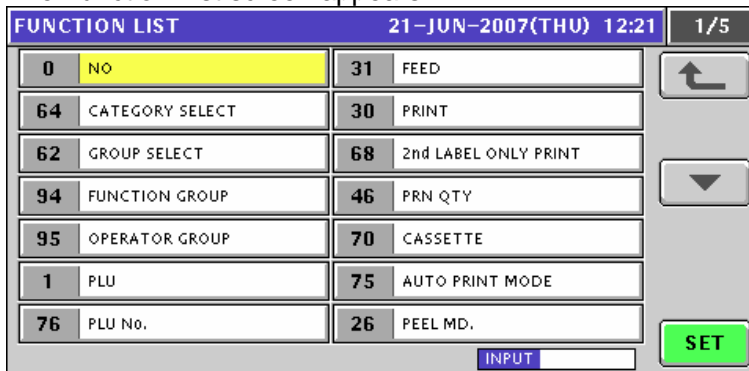 FUNCTION LIST 21-JUN-2007(THU) 12:21 1/5
0 NO 31 FEED
64 CATEGORY SELECT 30 PRINT
62 GROUP SELECT 68 2nd LABEL ONLY PRINT
94 FUNCTION GROUP 46 PRN QTY
95 OPERATOR GROUP 70 CASSETTE
1 PLU 75 AUTO PRINT MODE
76 PLU No. 26 PEEL MD.
SET
INPUT